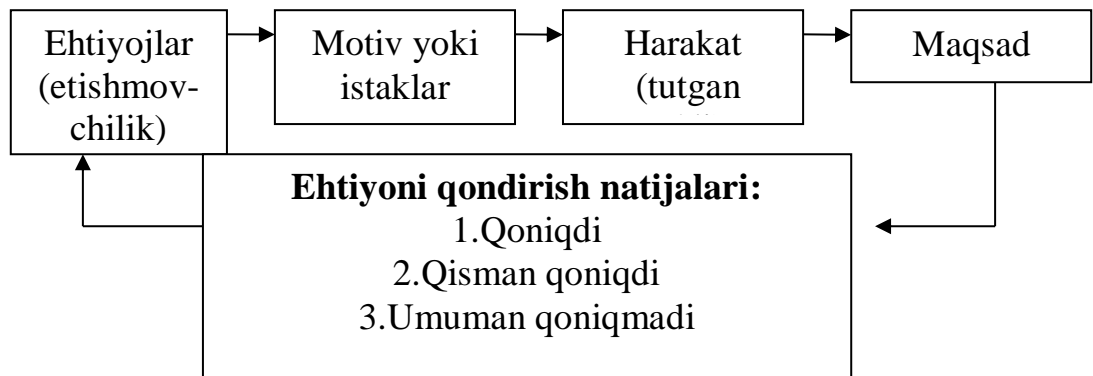 Ehtiyojlar
(etishmov-
chilik)
Motiv yoki
istaklar
Harakat
(tutgan
Maqsad
Ehtiyoni qondirish natijalari:
1.Qoniqdi
2.Qisman qoniqdi
3.Umuman qoniqmadi